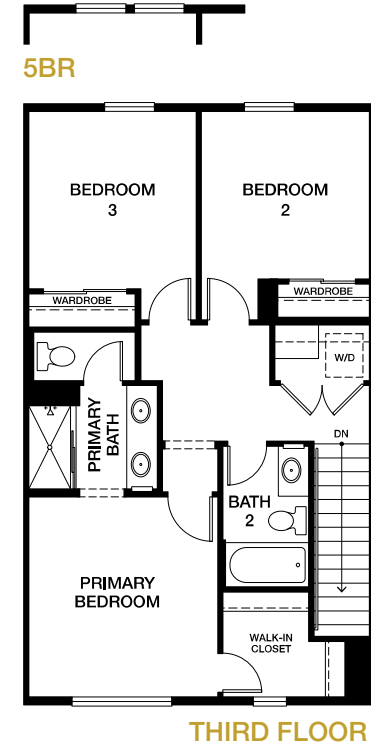 5BR
BEDROOM
3
BEDROOM
2
WARDROBE
WARDROBE
W/D
PRIMARY
BATH
DN
BATH
2
PRIMARY
BEDROOM
WALK-IN
CLOSET
THIRD FLOOR